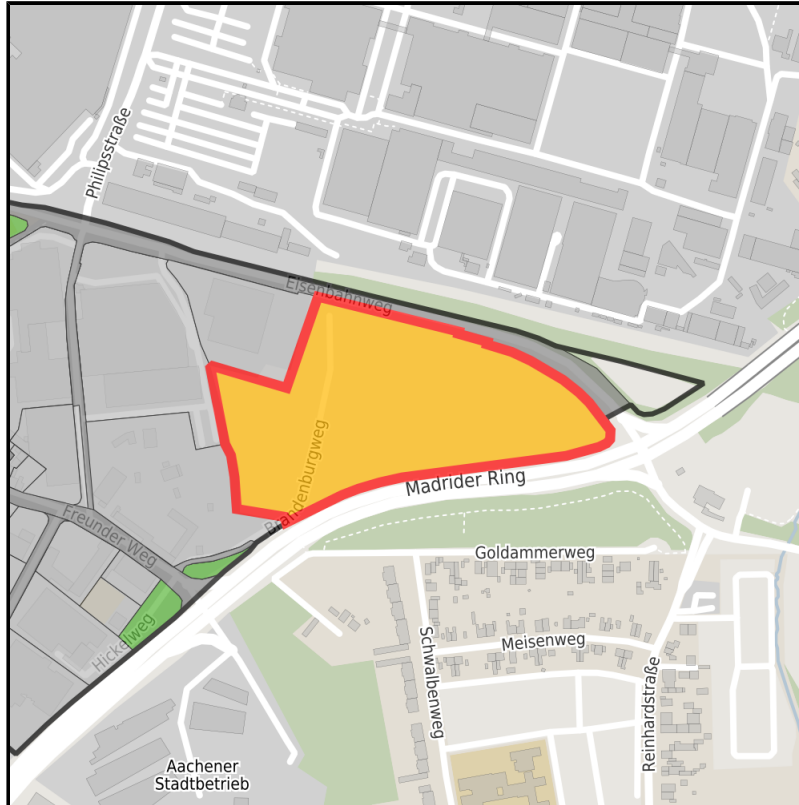 Philipsstraße
Eisenbahnweg
Brandenburgweg
Madrider Ring
Freunder Weg
Goldammerweg
Hickelweg
Schwalbenweg
Meisenweg
Reinhardstraße
Aachener
Stadtbetrieb